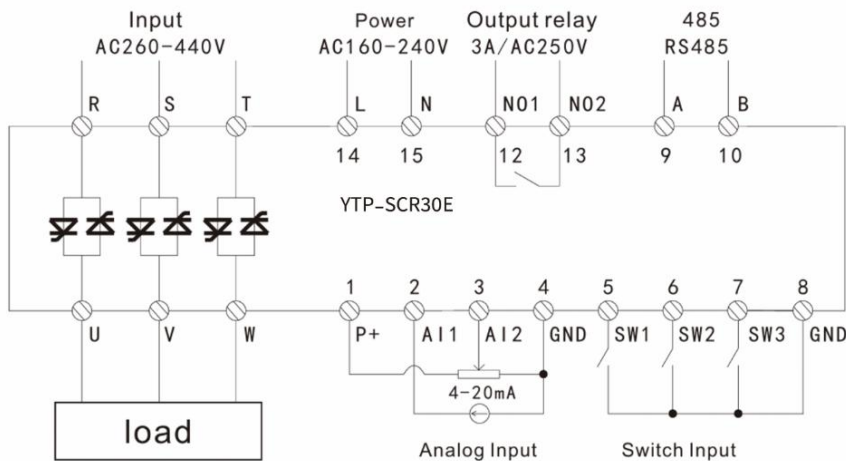 Input
AC260-440V
Power
AC160-240V
Output relay
3A/AC250V
485
RS485
R S T L N NO1 NO2 A B
14 15 12 13 9 10
YTP-SCR30E
1 2 3 4 5 6 7 8
U V W P+ AI1 AI2 GND SW1 SW2 SW3 GND
4-20mA
load
Analog Input
Switch Input